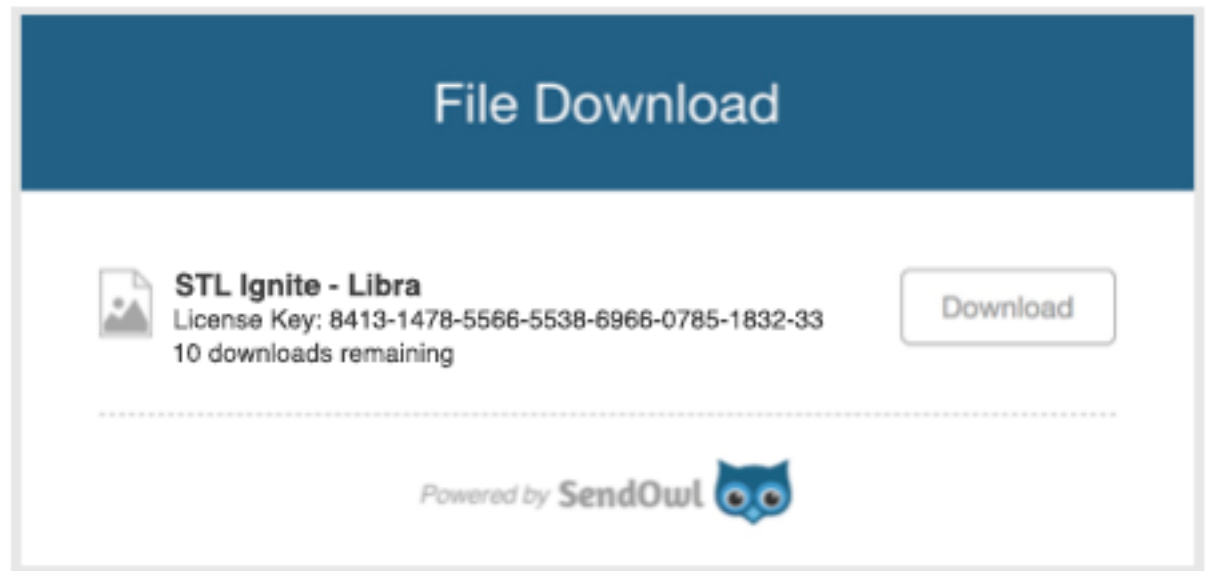 File Download
STL Ignite - Libra
License Key: 8413-1478-5566-5538-6966-0785-1832-33
Download
10 downloads remaining
Powered by SendOwl